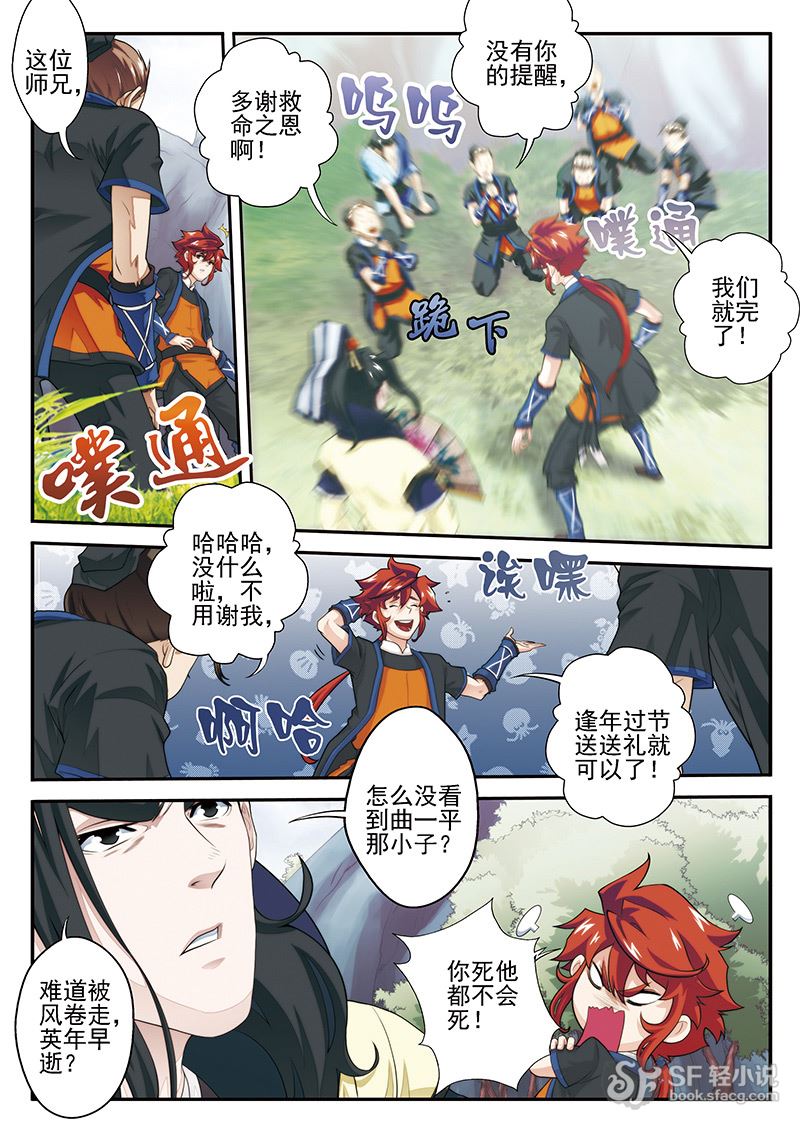 这位
师兄，
多谢救
命之恩
啊！
没有你
的提醒，
呜呜
噗通
我们完
就了！
跪下
噗通
哈哈哈，
没什么
啦，不
用谢我，
诶嘿
啊哈
逢年过节
送送礼就
可以了！
怎么没看
到曲一平
那小子？
你死他
都不会
死！
难道被
风卷走，
英年早
逝？
SF 轻小说
book.sfacg.com